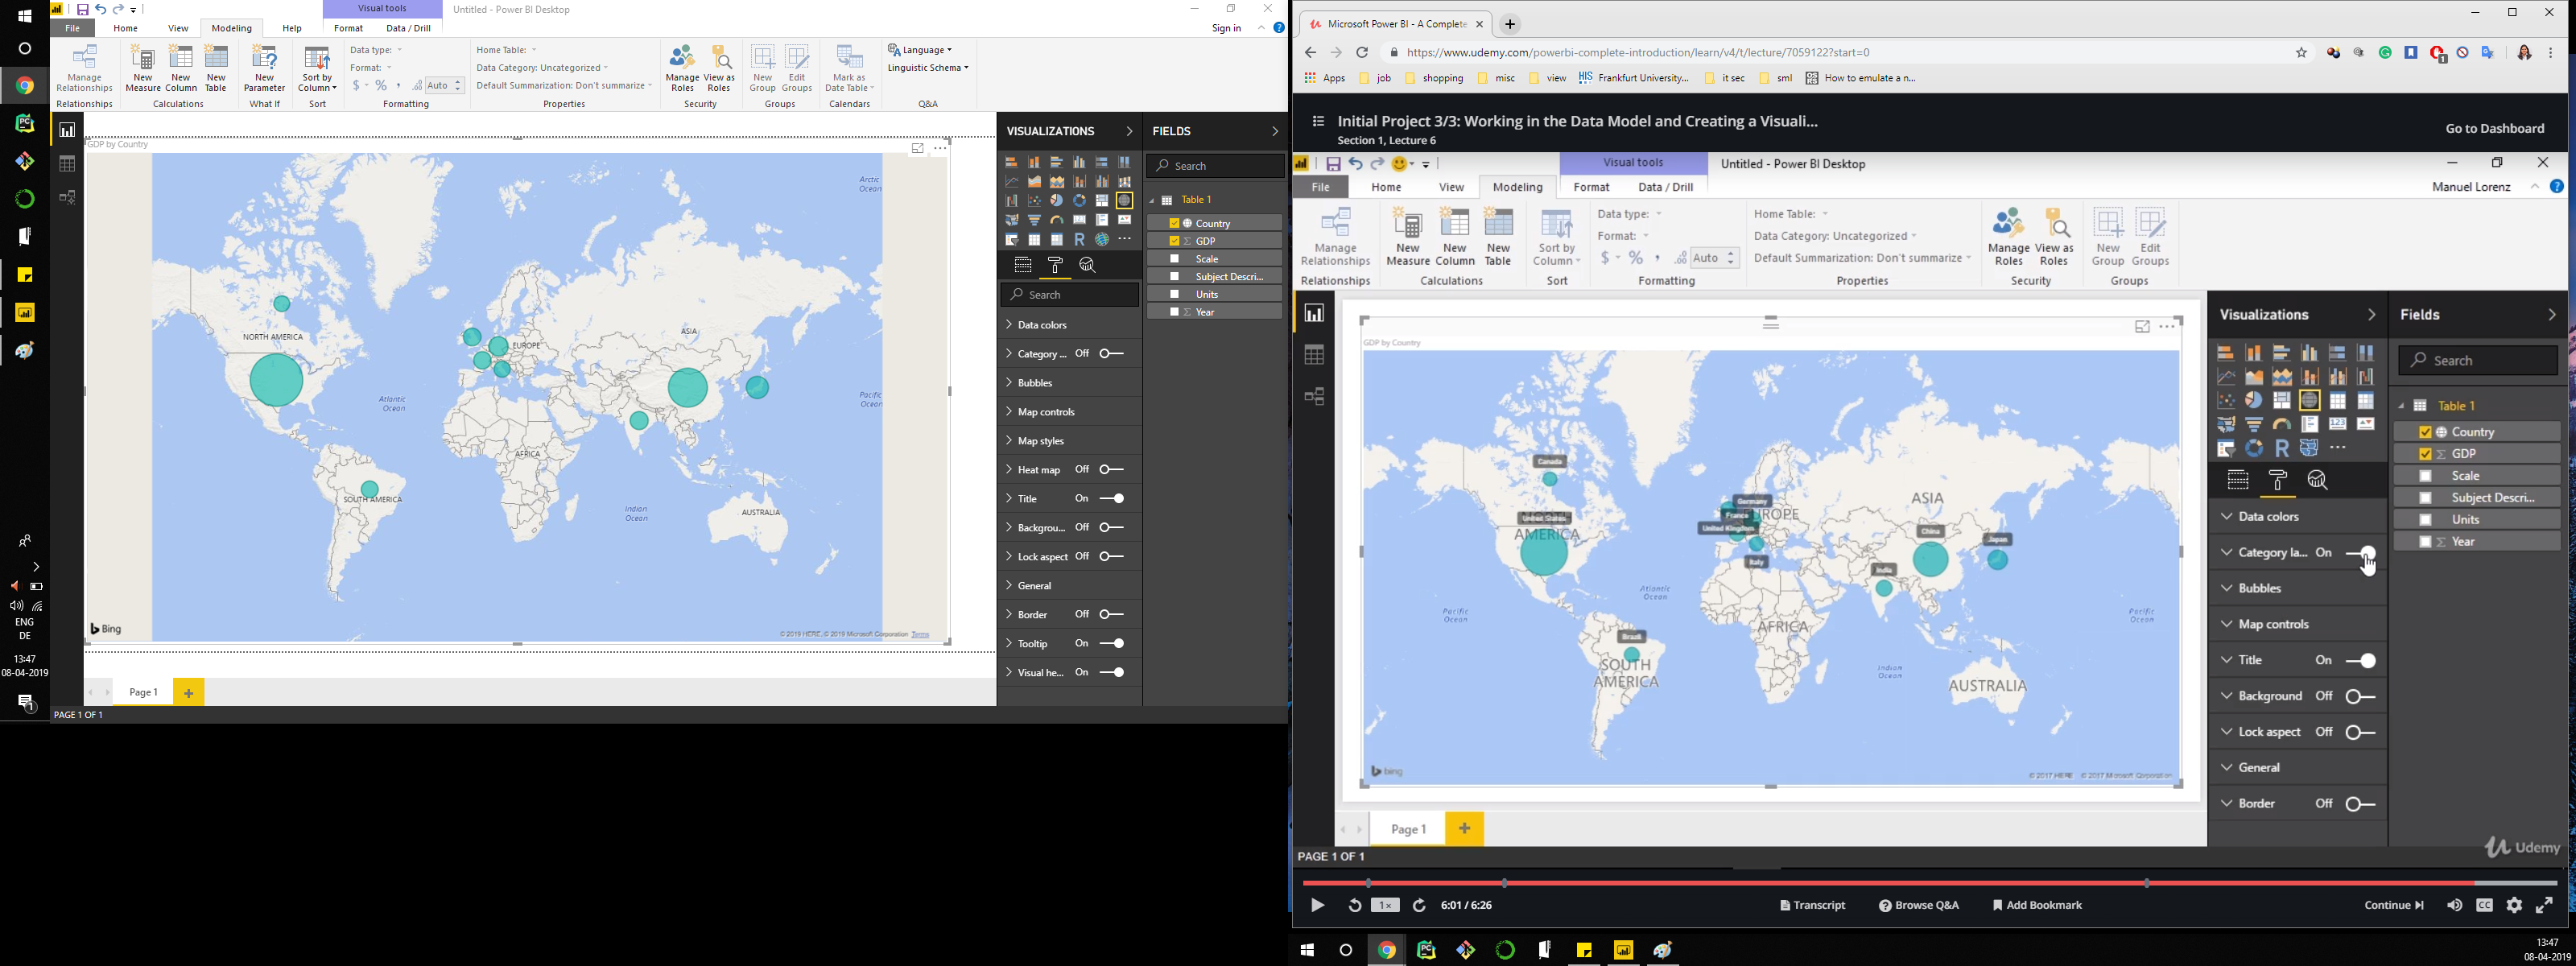 Visual tools
Untitled - Power BI Desktop
File
Home
View
Modeling
Help
Format
Data / Drill
Sign in
Manage
Relationships
New
Measure
New
Column
New
Table
New
Parameter
Sort by
Column
Data type:
Format:
$ % , .00 Auto
Home Table:
Data Category: Uncategorized
Default Summarization: Don't summarize
Manage
Roles
View as
Roles
New
Group
Edit
Groups
Mark as
Date Table
Language
Linguistic Schema
Relationships
Calculations
What If
Sort
Formatting
Properties
Security
Groups
Calendars
Q&A
GDP by Country
Arctic
Ocean
NORTH AMERICA
EUROPE
ASIA
Atlantic
Ocean
Pacific
Ocean
AFRICA
SOUTH AMERICA
Indian
Ocean
AUSTRALIA
Bing
© 2019 HERE, © 2019 Microsoft Corporation Terms
Page 1
PAGE 1 OF 1
VISUALIZATIONS
Search
Data colors
Category ... Off
Bubbles
Map controls
Map styles
Heat map Off
Title On
Backgrou... Off
Lock aspect Off
General
Border Off
Tooltip On
Visual he... On
FIELDS
Search
Table 1
Country
GDP
Scale
Subject Descri...
Units
Year
ENG
DE
13:47
08-04-2019
1
Microsoft Power BI - A Complete
https://www.udemy.com/powerbi-complete-introduction/learn/v4/t/lecture/7059122?start=0
Apps
job
shopping
misc
view
HIS Frankfurt University...
it sec
sml
How to emulate a n...
Initial Project 3/3: Working in the Data Model and Creating a Visuali...
Section 1, Lecture 6
Go to Dashboard
Visual tools
Untitled - Power BI Desktop
File
Home
View
Modeling
Format
Data / Drill
Manuel Lorenz
Manage
Relationships
New
Measure
New
Column
New
Table
Sort by
Column
Data type:
Format:
$ % , .00 Auto
Home Table:
Data Category: Uncategorized
Default Summarization: Don't summarize
Manage
Roles
View as
Roles
New
Group
Edit
Groups
Relationships
Calculations
Sort
Formatting
Properties
Security
Groups
GDP by Country
Canada
United States
AMERICA
Germany
France
United Kingdom
EUROPE
Italy
ASIA
China
Japan
India
Pacific
Ocean
Atlantic
Ocean
Pacific
Ocean
Brazil
SOUTH
AMERICA
AFRICA
Indian
Ocean
AUSTRALIA
bing
© 2017 HERE © 2017 Microsoft Corporation
Page 1
PAGE 1 OF 1
Visualizations
Data colors
Category la... On
Bubbles
Map controls
Title On
Background Off
Lock aspect Off
General
Border Off
Fields
Search
Table 1
Country
GDP
Scale
Subject Descri...
Units
Year
Udemy
1x
6:01 / 6:26
Transcript
Browse Q&A
Add Bookmark
Continue
CC
13:47
08-04-2019